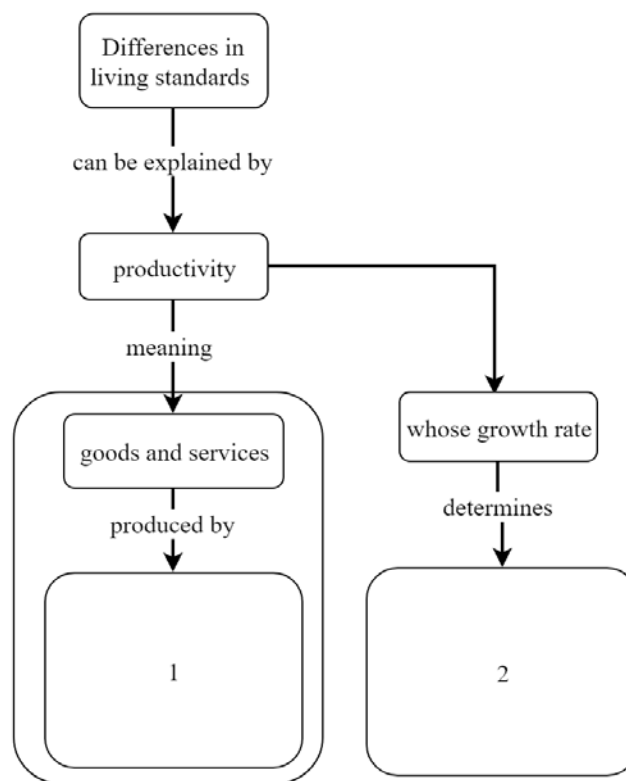 Differences in
living standards
can be explained by
productivity
meaning
goods and services
whose growth rate
produced by
determines
1
2